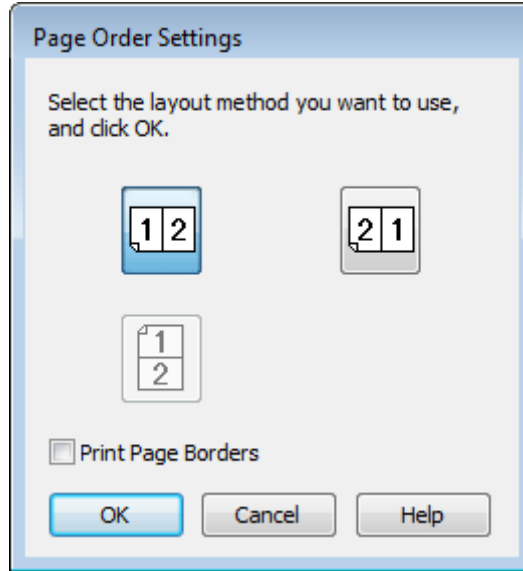 Page Order Settings
Select the layout method you want to use,
and click OK.
1 2
2 1
1
2
Print Page Borders
OK Cancel Help